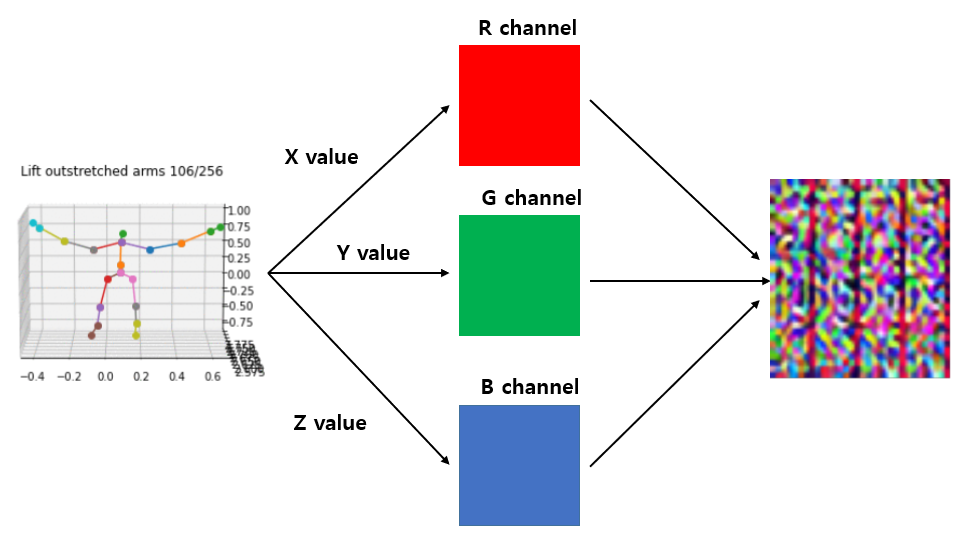 R channel
X value
Lift outstretched arms 106/256
G channel
1.00
0.75
0.50
0.25
0.00
-0.25
-0.50
-0.75
Y value
2.575
−0.4 −0.2 0.0 0.2 0.4 0.6
B channel
Z value